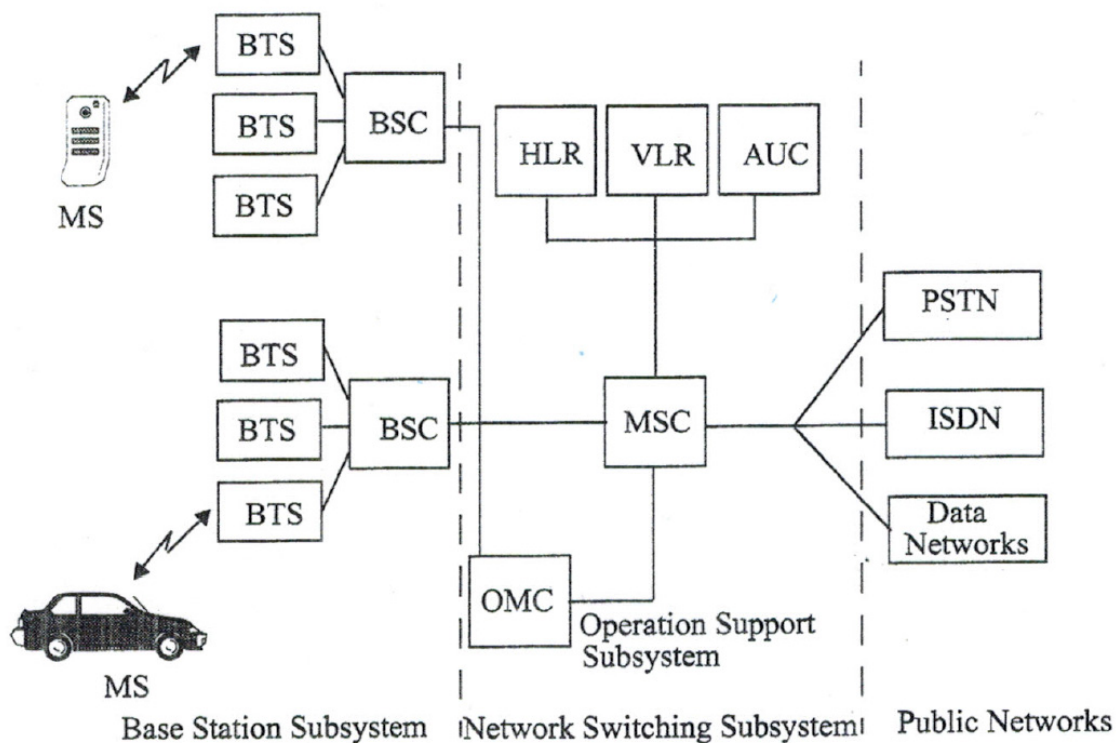 BTS
BTS
BTS
BSC
MS
HLR
VLR
AUC
BTS
BTS
BTS
BSC
MSC
PSTN
ISDN
Data
Networks
OMC
Operation Support
Subsystem
MS
Base Station Subsystem
Network Switching Subsystem
Public Networks